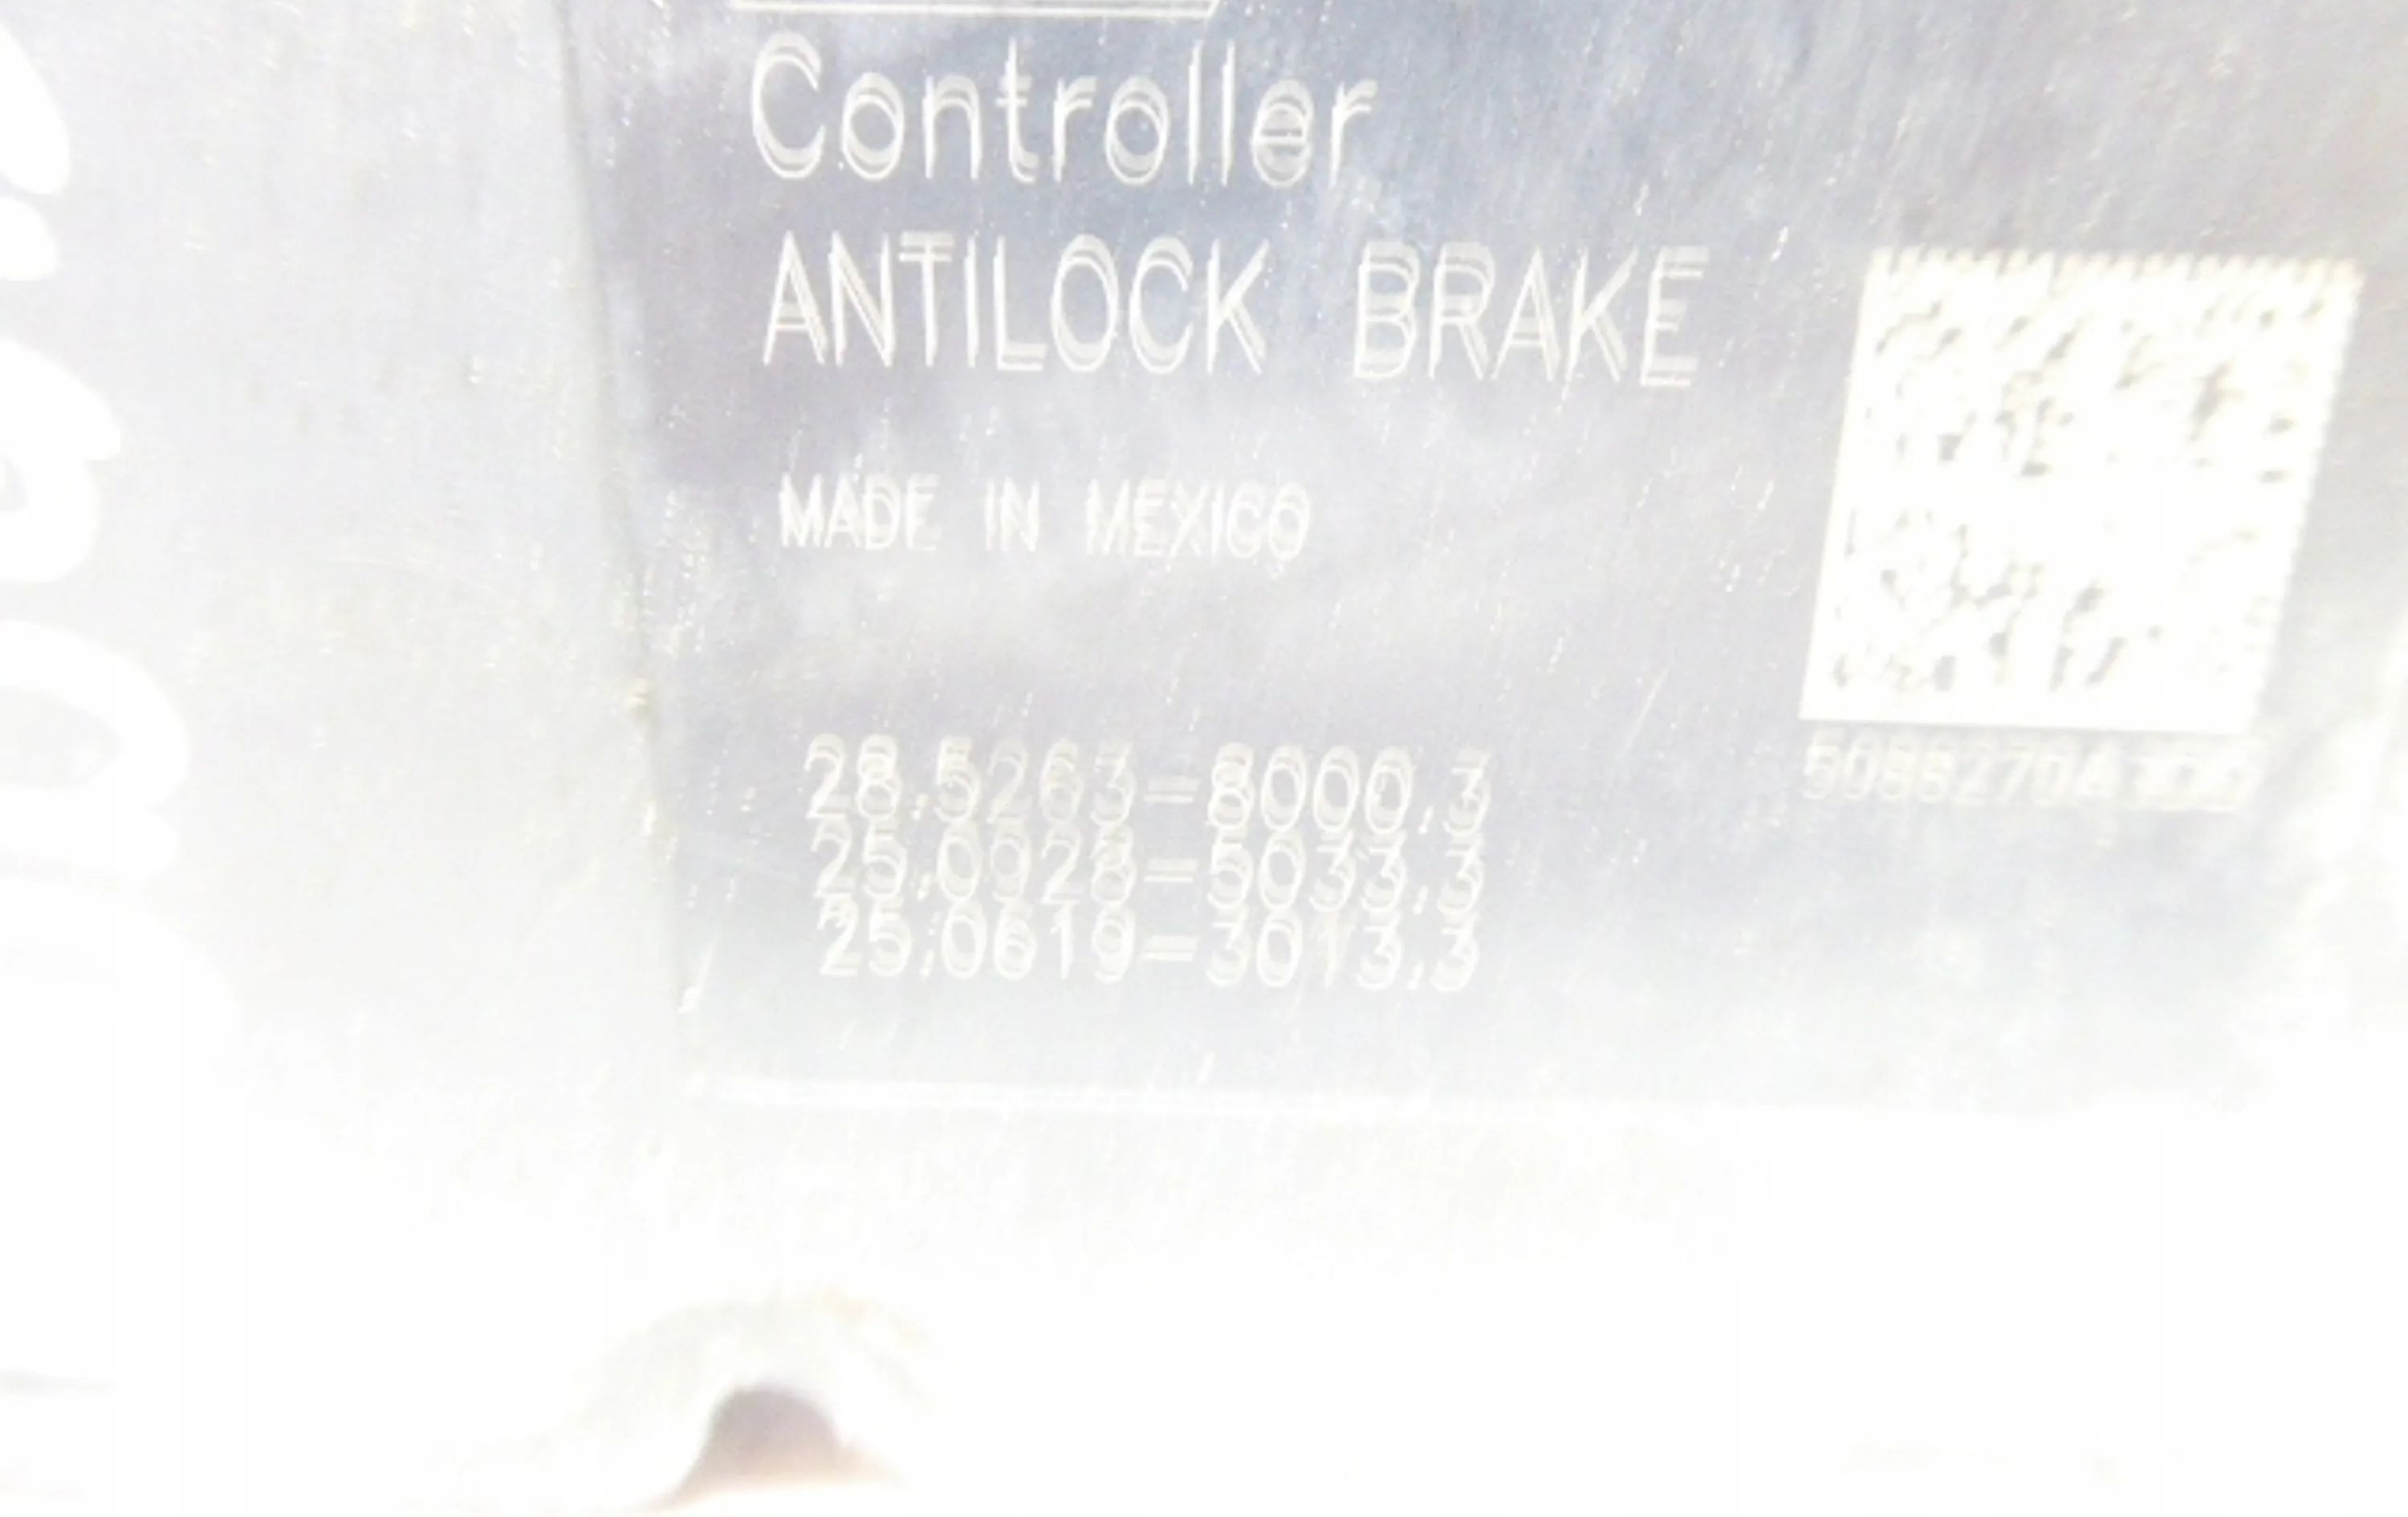 Controller
ANTILOCK BRAKE
MADE IN MEXICO
28.5263-8000.3
25.0928-5033.3
25.0619-3013.3